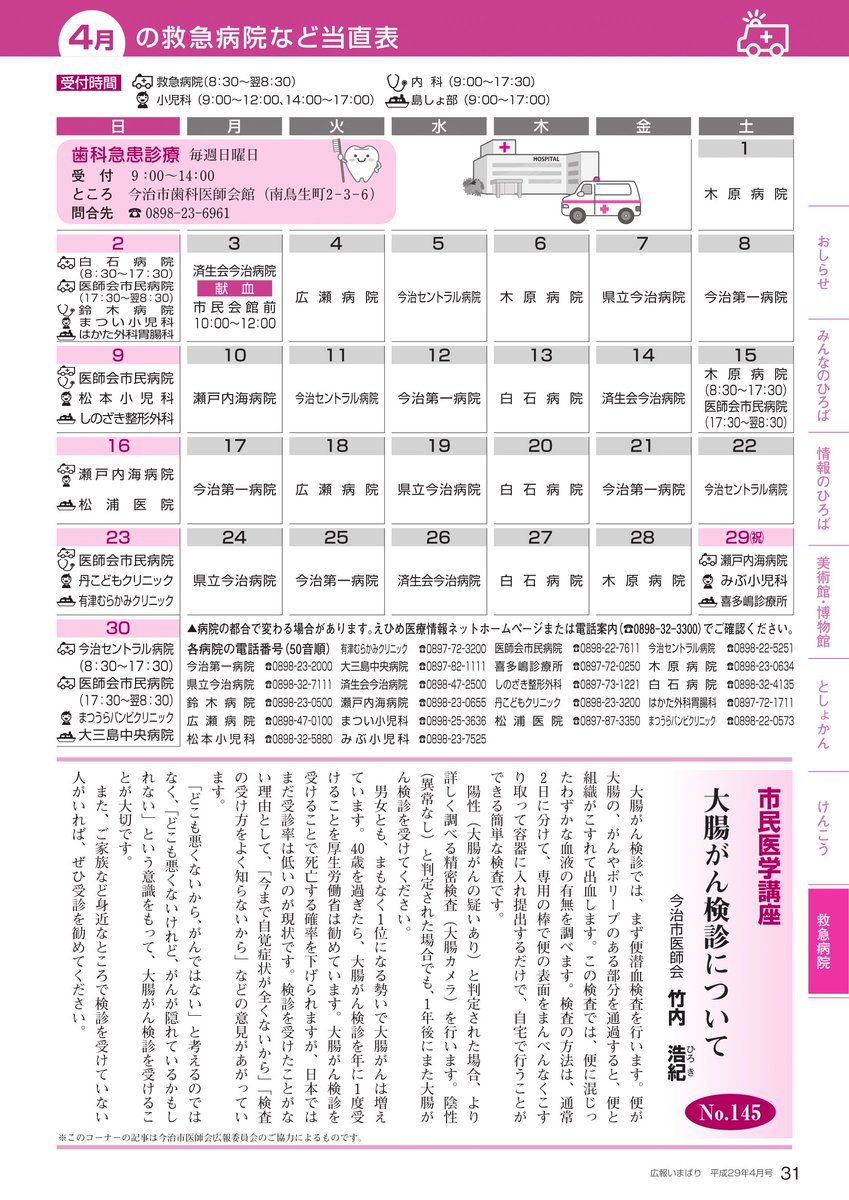 4月 の救急病院など当直表
受付時間 救急病院(8:30〜翌8:30) 内科(9:00〜17:30)
小児科(9:00〜12:00、14:00〜17:00) 島しょ部(9:00〜17:00)
日 月 火 水 木 金 土
歯科急患診療 毎週日曜日
受付 9:00〜14:00
ところ 今治市歯科医師会館(南鳥生町2-3-6)
問合先 ☎0898-23-6961
HOSPITAL
1
木原病院
2
白石病院
(8:30〜17:30)
医師会市民病院
(17:30〜翌8:30)
鈴木病院
まつい小児科
はかた外科胃腸科
3
済生会今治病院
献血
市民会館前
10:00〜12:00
4
広瀬病院
5
今治セントラル病院
6
木原病院
7
県立今治病院
8
今治第一病院
9
医師会市民病院
松本小児科
しのざき整形外科
10
瀬戸内海病院
11
今治セントラル病院
12
今治第一病院
13
白石病院
14
済生会今治病院
15
木原病院
(8:30〜17:30)
医師会市民病院
(17:30〜翌8:30)
16
瀬戸内海病院
松浦医院
17
今治第一病院
18
広瀬病院
19
県立今治病院
20
白石病院
21
今治第一病院
22
今治セントラル病院
23
医師会市民病院
丹こどもクリニック
有津むらかみクリニック
24
県立今治病院
25
今治第一病院
26
済生会今治病院
27
白石病院
28
木原病院
29㊗
瀬戸内海病院
みぶ小児科
喜多嶋診療所
30
今治セントラル病院
(8:30〜17:30)
医師会市民病院
(17:30〜翌8:30)
まつうらバンビクリニック
大三島中央病院
▲病院の都合で変わる場合があります。えひめ医療情報ネットホームページまたは電話案内(☎0898-32-3300)でご確認ください。
各病院の電話番号(50音順) 有津むらかみクリニック ☎0897-72-3200 医師会市民病院 ☎0898-22-7611 今治セントラル病院 ☎0898-22-5251
今治第一病院 ☎0898-23-2000 大三島中央病院 ☎0897-82-1111 喜多嶋診療所 ☎0897-72-0250 木原病院 ☎0898-23-0634
県立今治病院 ☎0898-32-7111 済生会今治病院 ☎0898-47-2500 しのざき整形外科 ☎0897-73-1221 白石病院 ☎0898-32-4135
鈴木病院 ☎0898-23-0500 瀬戸内海病院 ☎0898-23-0655 丹こどもクリニック ☎0898-23-3200 はかた外科胃腸科 ☎0897-72-1711
広瀬病院 ☎0898-47-0100 まつい小児科 ☎0898-25-3636 松浦医院 ☎0897-87-3350 まつうらバンビクリニック ☎0898-22-0573
松本小児科 ☎0898-32-5880 みぶ小児科 ☎0898-23-7525
市民医学講座
大腸がん検診について
今治市医師会 竹内 浩紀
ひろき
No.145
大腸がん検診では、まず便潜血検査を行います。便が
大腸の、がんやポリープのある部分を通過すると、便と
組織がこすれて出血します。この検査では、便に混じっ
たわずかな血液の有無を調べます。検査の方法は、通常
2日に分けて、専用の棒で便の表面をまんべんなくこす
り取って容器に入れ提出するだけで、自宅で行うことが
できる簡単な検査です。
陽性(大腸がんの疑いあり)と判定された場合、より
詳しく調べる精密検査(大腸カメラ)を行います。陰性
(異常なし)と判定された場合でも、1年後にまた大腸が
ん検診を受けてください。
男女とも、まもなく1位になる勢いで大腸がんは増え
ています。40歳を過ぎたら、大腸がん検診を年に1度受
けることを厚生労働省は勧めています。大腸がん検診を
受けることで死亡する確率を下げられますが、日本では
まだ受診率は低いのが現状です。検診を受けたことがな
い理由として、「今まで自覚症状が全くないから」「検査
の受け方をよく知らないから」などの意見があがってい
ます。
「どこも悪くないから、がんではない」と考えるのでは
なく、「どこも悪くないけれど、がんが隠れているかもし
れない」という意識をもって、大腸がん検診を受けるこ
とが大切です。
また、ご家族など身近なところで検診を受けていない
人がいれば、ぜひ受診を勧めてください。
※このコーナーの記事は今治市医師会広報委員会のご協力によるものです。
おしらせ
みんなのひろば
情報のひろば
美術館・博物館
としょかん
けんこう
救急病院
広報いまばり 平成29年4月号 31